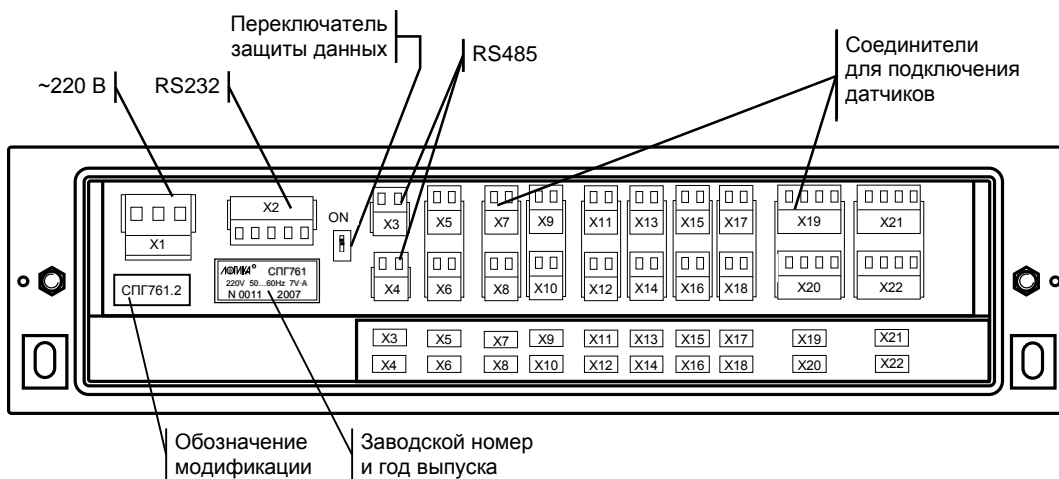 Переключатель
защиты данных
RS485
Соединители
для подключения
датчиков
~220 В
RS232
ON
X2
X3 X5 X7 X9 X11 X13 X15 X17 X19 X21
X1
X4 X6 X8 X10 X12 X14 X16 X18 X20 X22
ЛОГИКА® СПГ761
220V 50...60Hz 7V·A
N 0011 2007
СПГ761.2
X3 X5 X7 X9 X11 X13 X15 X17 X19 X21
X4 X6 X8 X10 X12 X14 X16 X18 X20 X22
Обозначение
модификации
Заводской номер
и год выпуска